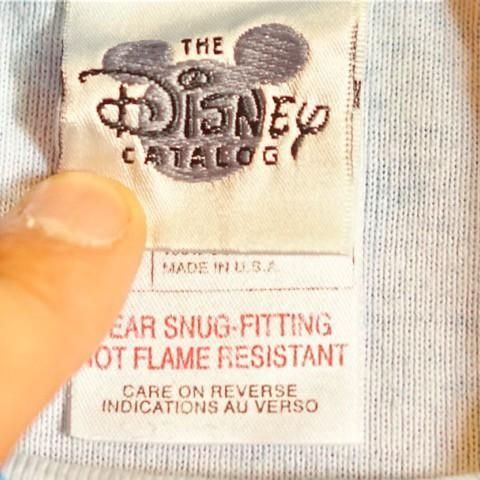 THE
Disney
CATALOG
MADE IN U.S.A.
EAR SNUG-FITTING
OT FLAME RESISTANT
CARE ON REVERSE
INDICATIONS AU VERSO